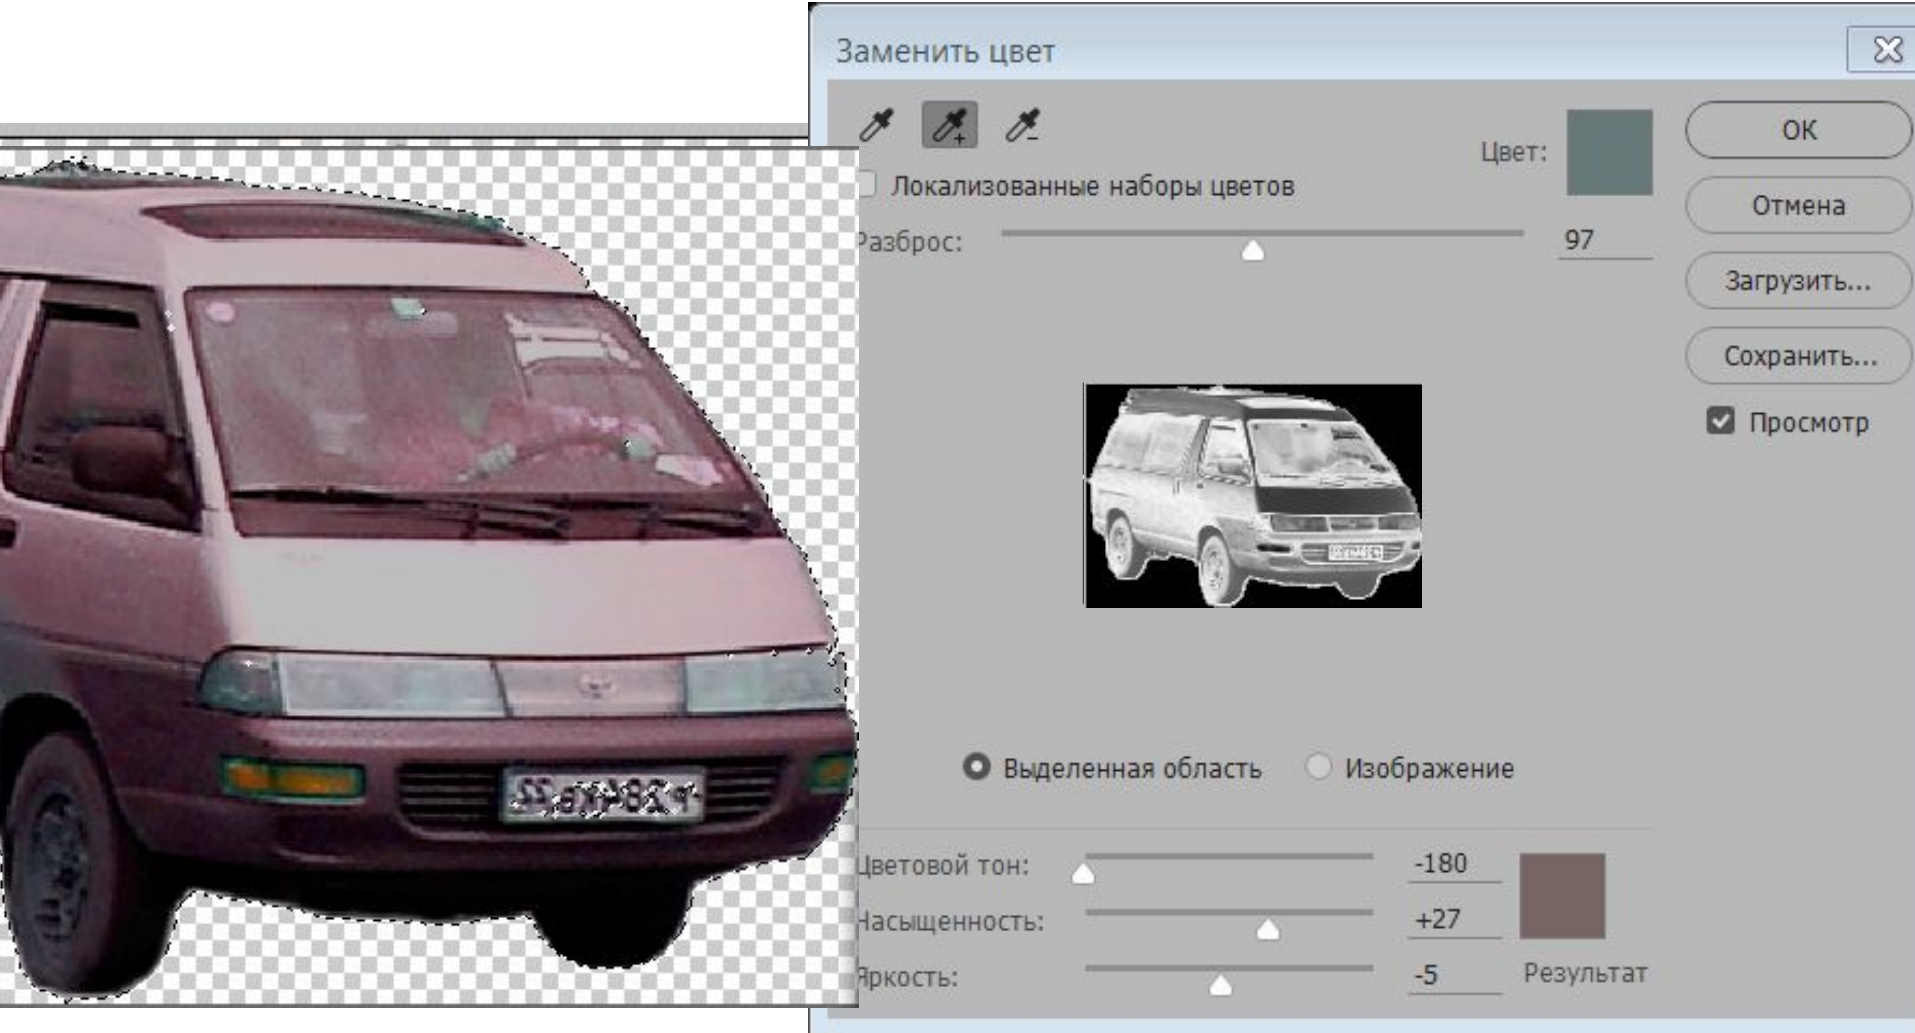 Заменить цвет
Цвет:
ОК
Локализованные наборы цветов
Отмена
Разброс:
97
Загрузить...
Сохранить...
Просмотр
Выделенная область
Изображение
Цветовой тон:
-180
Насыщенность:
+27
Яркость:
-5
Результат